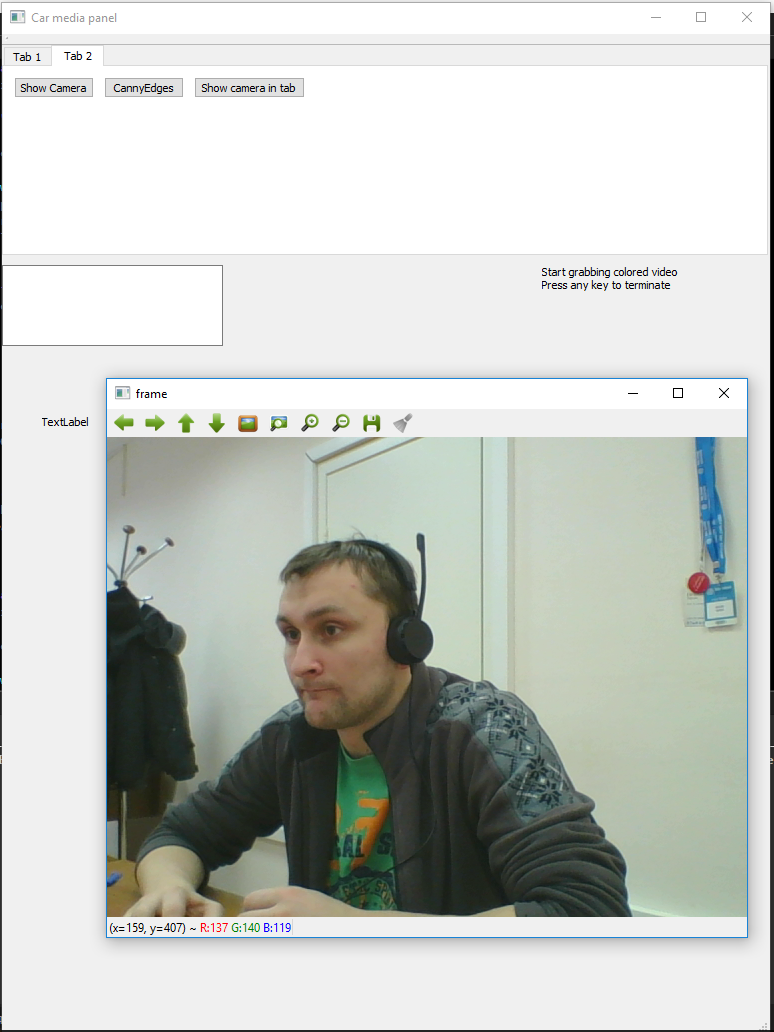 Car media panel
Tab 1
Tab 2
Show Camera
CannyEdges
Show camera in tab
Start grabbing colored video
Press any key to terminate
frame
TextLabel
(x=159, y=407) ~ R:137 G:140 B:119